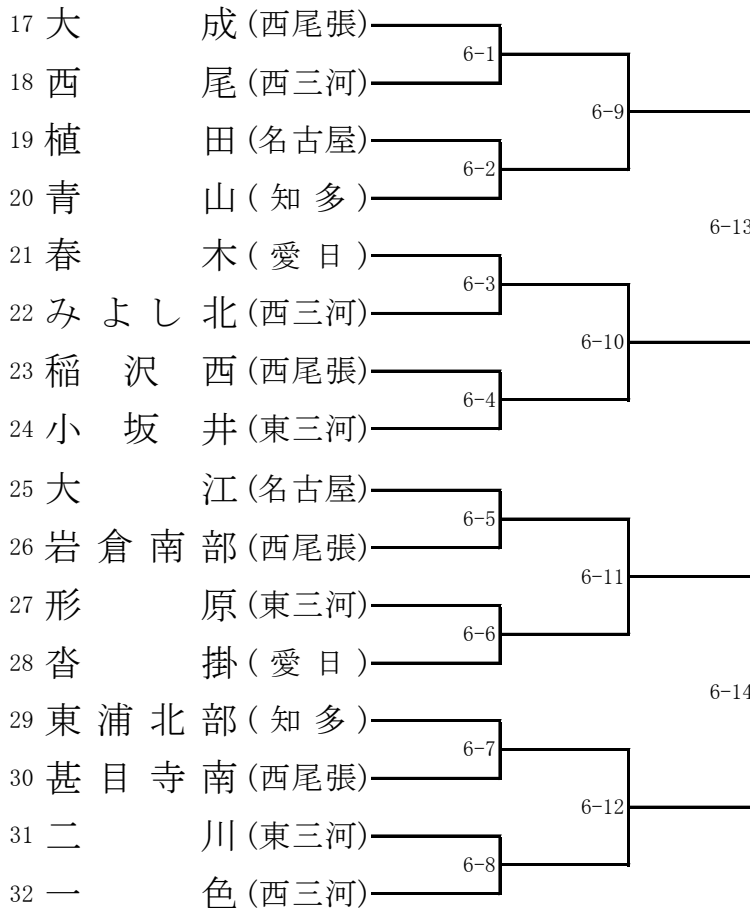 17 大成(西尾張)
6-1
18 西尾(西三河)
6-9
19 植田(名古屋)
6-2
20 青山(知多)
6-13
21 春木(愛日)
6-3
22 みよし北(西三河)
6-10
23 稲沢西(西尾張)
6-4
24 小坂井(東三河)
25 大江(名古屋)
6-5
26 岩倉南部(西尾張)
6-11
27 形原(東三河)
6-6
28 沓掛(愛日)
6-14
29 東浦北部(知多)
6-7
30 甚目寺南(西尾張)
6-12
31 二川(東三河)
6-8
32 一色(西三河)